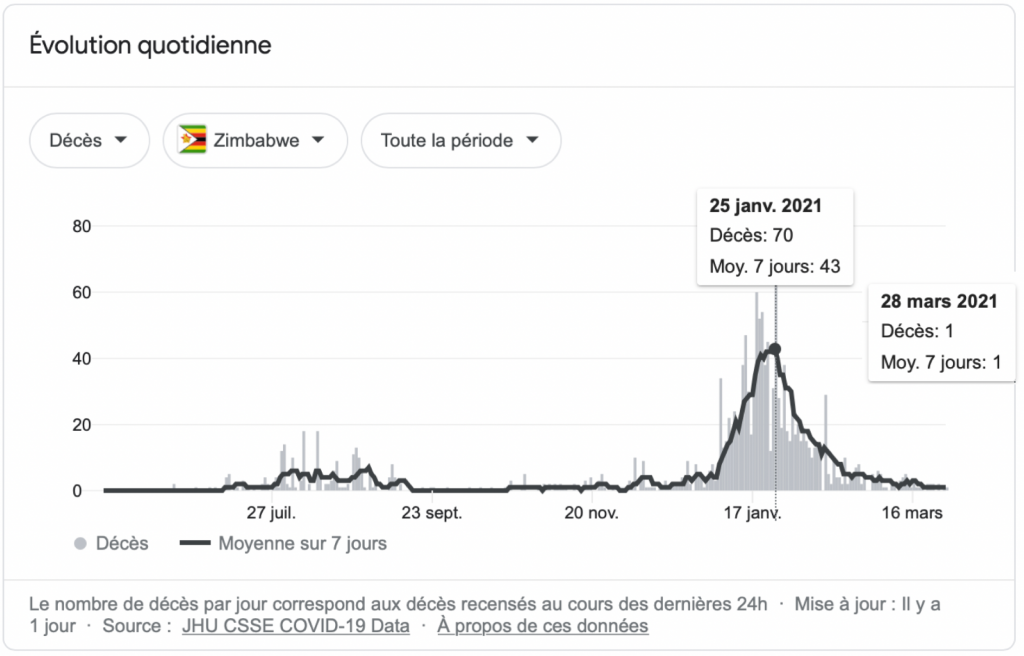 Évolution quotidienne
Décès
Zimbabwe
Toute la période
25 janv. 2021
Décès: 70
Moy. 7 jours: 43
28 mars 2021
Décès: 1
Moy. 7 jours: 1
80
60
40
20
0
27 juil.
23 sept.
20 nov.
17 janv.
16 mars
Décès
Moyenne sur 7 jours
Le nombre de décès par jour correspond aux décès recensés au cours des dernières 24h · Mise à jour : Il y a
1 jour · Source : JHU CSSE COVID-19 Data · À propos de ces données